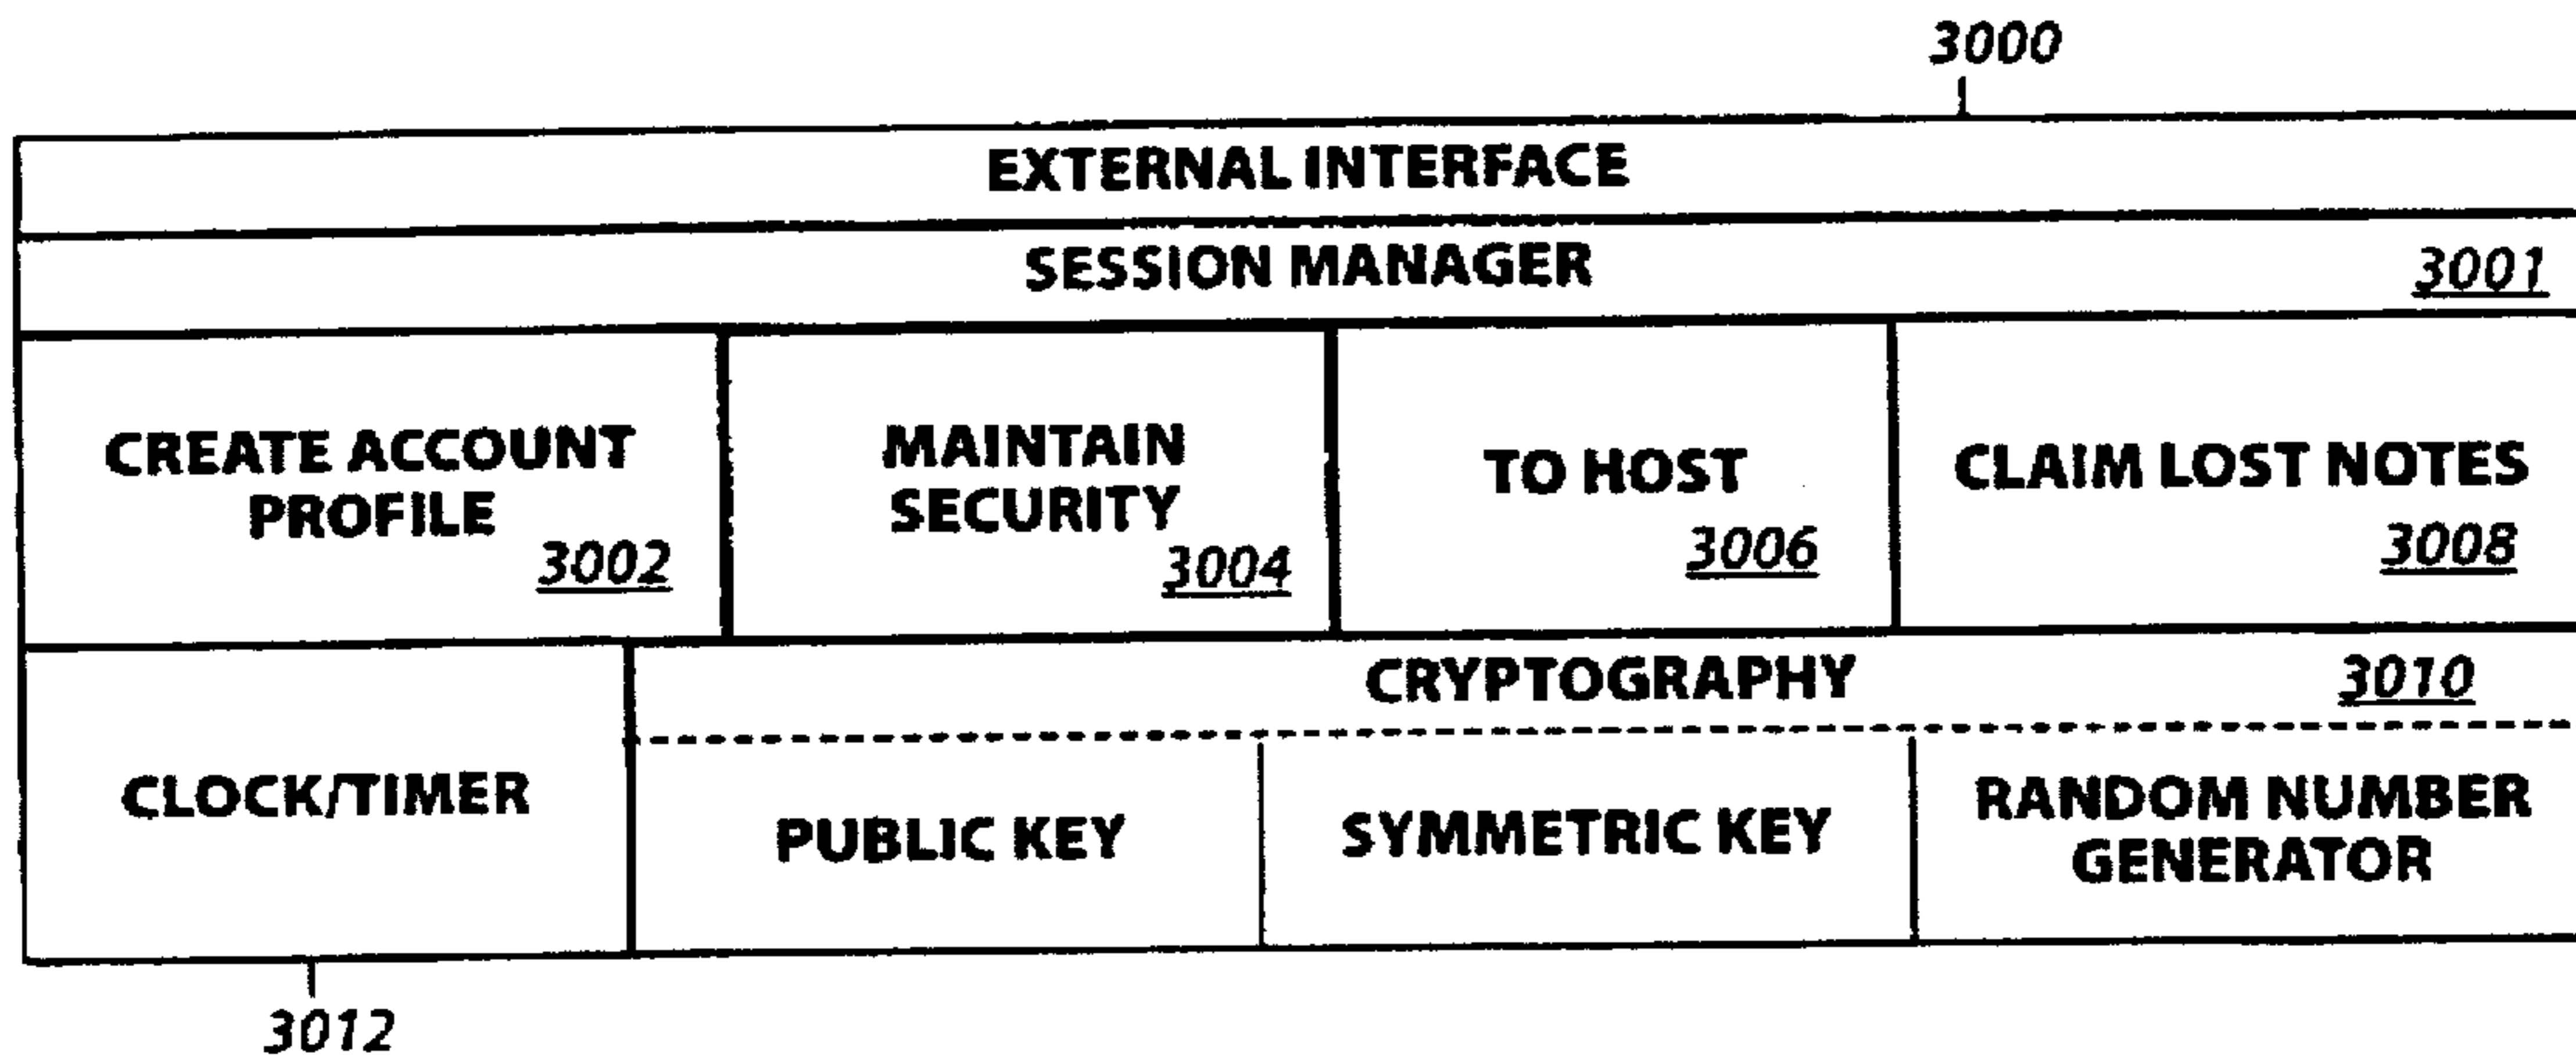 3000
EXTERNAL INTERFACE
SESSION MANAGER
3001
CREATE ACCOUNT
PROFILE
3002
MAINTAIN
SECURITY
3004
TO HOST
3006
CLAIM LOST NOTES
3008
CLOCK/TIMER
CRYPTOGRAPHY
3010
PUBLIC KEY
SYMMETRIC KEY
RANDOM NUMBER
GENERATOR
3012